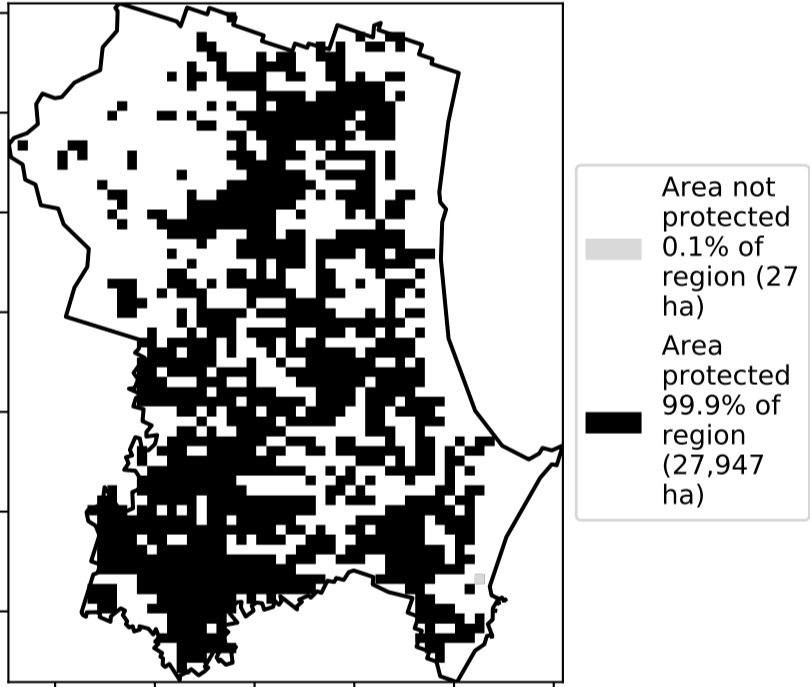 Area not
protected
0.1% of
region (27
ha)
Area
protected
99.9% of
region
(27,947
ha)